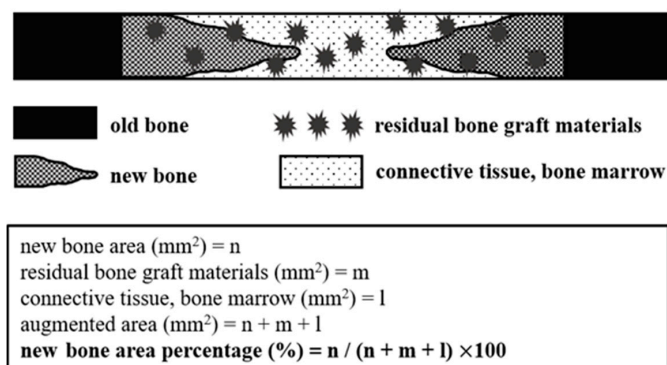 old bone
residual bone graft materials
new bone
connective tissue, bone marrow
new bone area (mm²) = n
residual bone graft materials (mm²) = m
connective tissue, bone marrow (mm²) = l
augmented area (mm²) = n + m + l
new bone area percentage (%) = n / (n + m + l) ×100